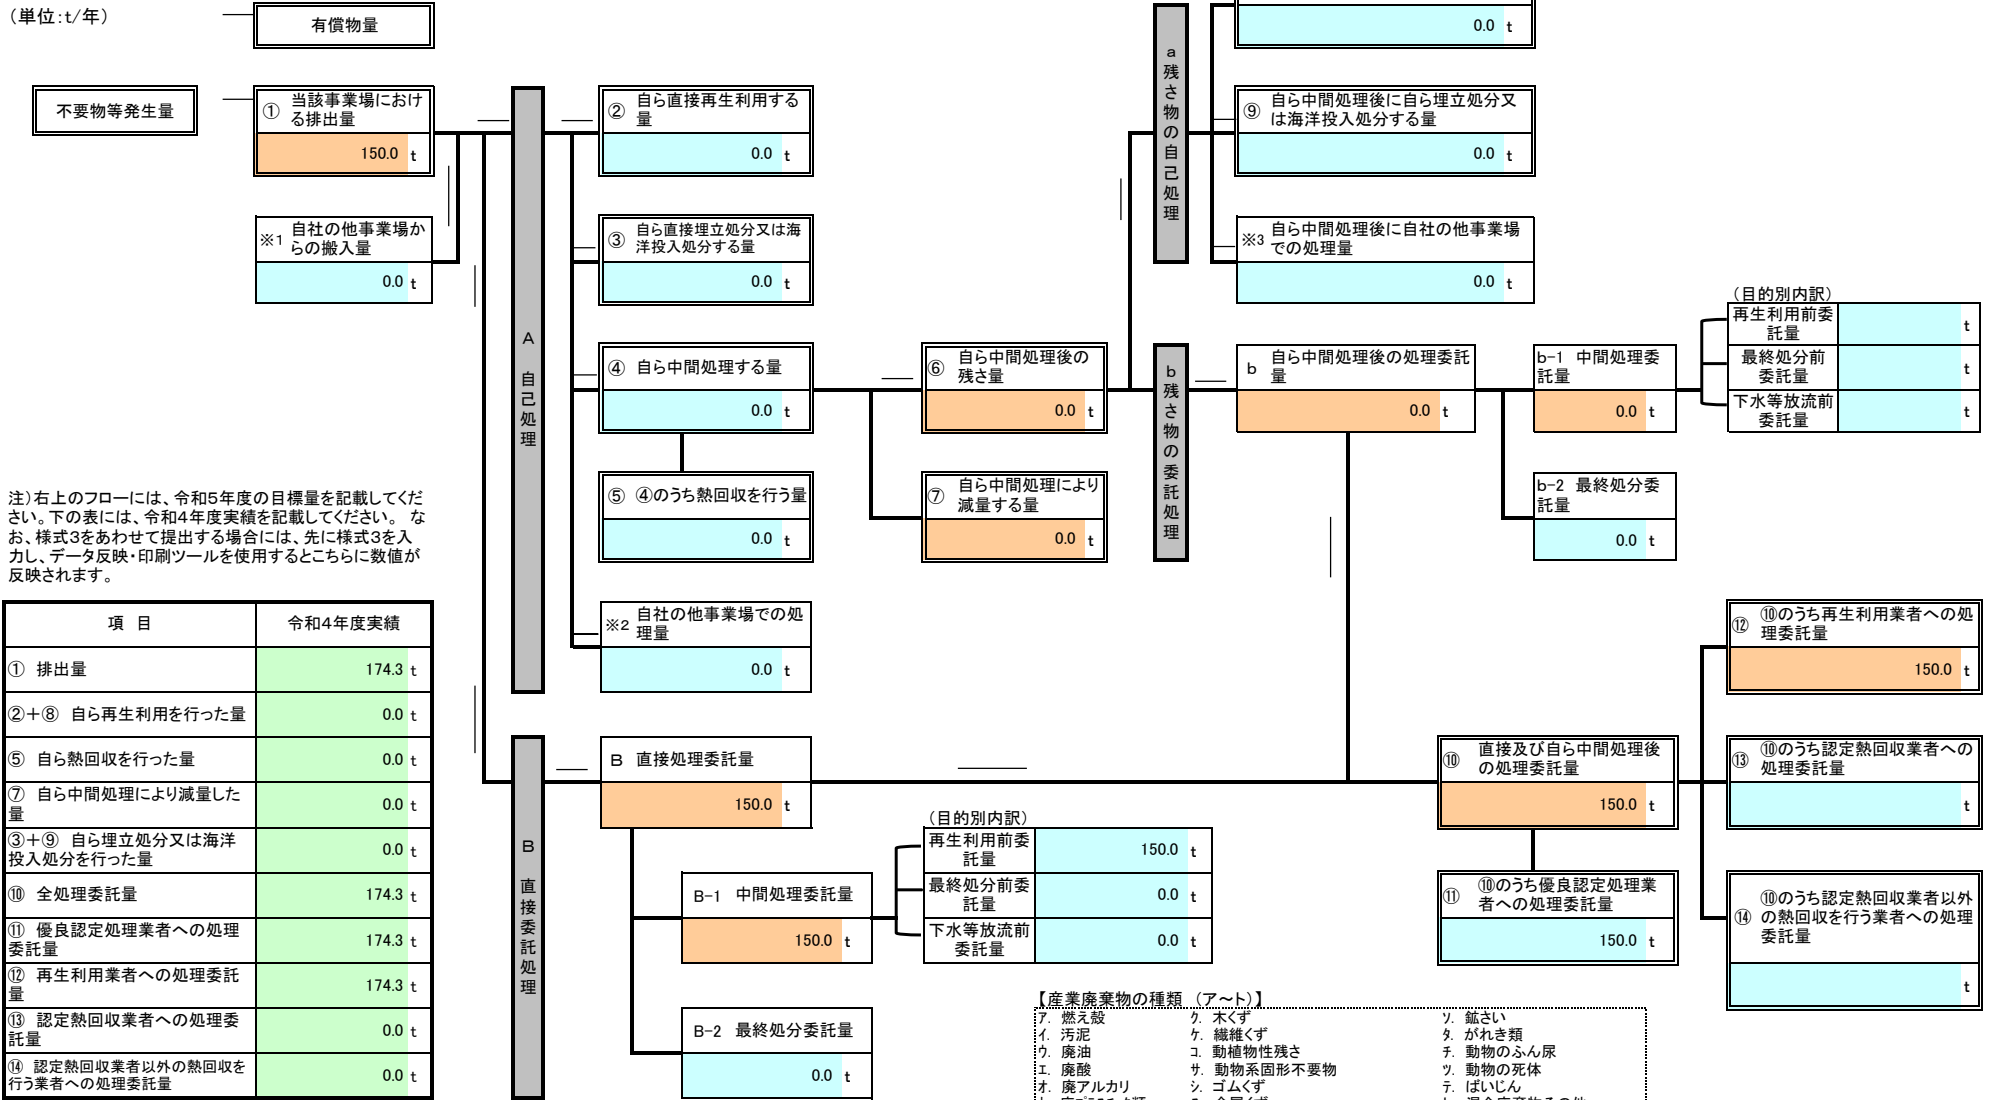 （単位：t/年）
有償物量
不要物等発生量
① 当該事業場におけ
る排出量
150.0 t
※1 自社の他事業場か
らの搬入量
0.0 t
A 自己処理
② 自ら直接再生利用する
量
0.0 t
③ 自ら直接埋立処分又は海
洋投入処分する量
0.0 t
④ 自ら中間処理する量
0.0 t
⑤ ④のうち熱回収を行う量
0.0 t
※2 自社の他事業場での処
理量
0.0 t
⑥ 自ら中間処理後の
残さ量
0.0 t
⑦ 自ら中間処理により
減量する量
0.0 t
a 残さ物の自己処理
0.0 t
⑨ 自ら中間処理後に自ら埋立処分又
は海洋投入処分する量
0.0 t
※3 自ら中間処理後に自社の他事業場
での処理量
0.0 t
b 残さ物の委託処理
b 自ら中間処理後の処理委託
量
0.0 t
b-1 中間処理委
託量
0.0 t
（目的別内訳）
再生利用前委
託量
t
最終処分前
委託量
t
下水等放流前
委託量
t
b-2 最終処分委
託量
0.0 t
注）右上のフローには、令和５年度の目標量を記載してくだ
さい。下の表には、令和４年度実績を記載してください。 な
お、様式３をあわせて提出する場合には、先に様式３を入
力し、データ反映・印刷ツールを使用するとこちらに数値が
反映されます。
項 目 令和４年度実績
① 排出量 174.3 t
②＋⑧ 自ら再生利用を行った量 0.0 t
⑤ 自ら熱回収を行った量 0.0 t
⑦ 自ら中間処理により減量した
量 0.0 t
③＋⑨ 自ら埋立処分又は海洋
投入処分を行った量 0.0 t
⑩ 全処理委託量 174.3 t
⑪ 優良認定処理業者への処理
委託量 174.3 t
⑫ 再生利用業者への処理委託
量 174.3 t
⑬ 認定熱回収業者への処理委
託量 0.0 t
⑭ 認定熱回収業者以外の熱回収を
行う業者への処理委託量 0.0 t
B 直接委託処理
B 直接処理委託量
150.0 t
B-1 中間処理委託量
150.0 t
（目的別内訳）
再生利用前委
託量
150.0 t
最終処分前委
託量
0.0 t
下水等放流前
委託量
0.0 t
B-2 最終処分委託量
0.0 t
⑩ 直接及び自ら中間処理後
の処理委託量
150.0 t
⑪ ⑩のうち優良認定処理業
者への処理委託量
150.0 t
⑫ ⑩のうち再生利用業者への処
理委託量
150.0 t
⑬ ⑩のうち認定熱回収業者への
処理委託量
t
⑭ ⑩のうち認定熱回収業者以外
の熱回収を行う業者への処理
委託量
t
【産業廃棄物の種類 （ア～ト）】
ｱ. 燃え殻 ｸ. 木くず ｿ. 鉱さい
ｲ. 汚泥 ｹ. 繊維くず ﾀ. がれき類
ｳ. 廃油 ｺ. 動植物性残さ ﾁ. 動物のふん尿
ｴ. 廃酸 ｻ. 動物系固形不要物 ﾂ. 動物の死体
ｵ. 廃アルカリ ｼ. ゴムくず ﾃ. ばいじん